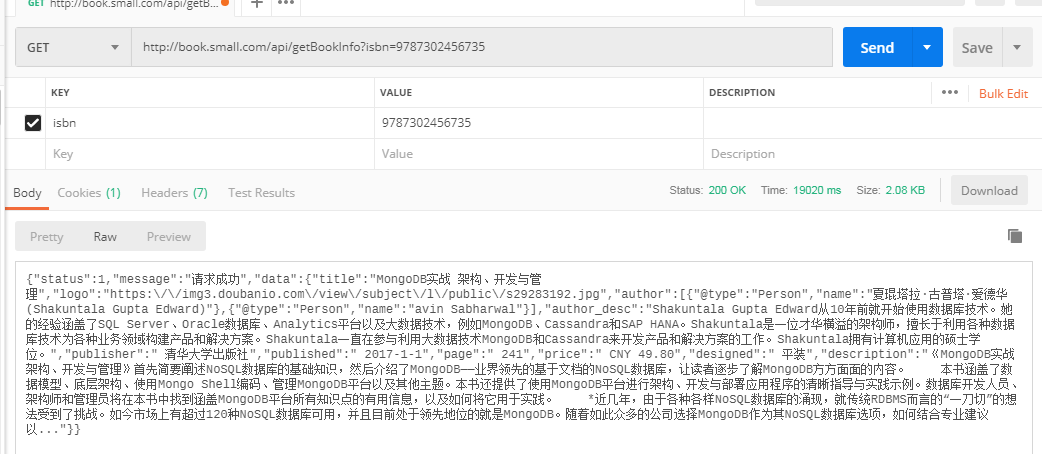 GET http://book.small.com/api/getB... + •••
GET http://book.small.com/api/getBookInfo?isbn=9787302456735 Send Save
KEY VALUE DESCRIPTION ••• Bulk Edit
isbn 9787302456735
Key Value Description
Body Cookies (1) Headers (7) Test Results Status: 200 OK Time: 19020 ms Size: 2.08 KB Download
Pretty Raw Preview
{"status":1,"message":"请求成功","data":{"title":"MongoDB实战 架构、开发与管
理","logo":"https:\/\/img3.doubanio.com\/view\/subject\/l\/public\/s29283192.jpg","author":[{"@type":"Person","name":"夏琨塔拉·古普塔·爱德华
(Shakuntala Gupta Edward)"},{"@type":"Person","name":"avin Sabharwal"}],"author_desc":"Shakuntala Gupta Edward从10年前就开始使用数据库技术。她
的经验涵盖了SQL Server、Oracle数据库、Analytics平台以及大数据技术，例如MongoDB、Cassandra和SAP HANA。Shakuntala是一位才华横溢的架构师，擅长于利用各种数据
库技术为各种业务领域构建产品和解决方案。Shakuntala一直在参与利用大数据技术MongoDB和Cassandra来开发产品和解决方案的工作。Shakuntala拥有计算机应用的硕士学
位。","publisher":" 清华大学出版社","published":" 2017-1-1","page":" 241","price":" CNY 49.80","designed":" 平装","description":"《MongoDB实战
架构、开发与管理》首先简要阐述NoSQL数据库的基础知识，然后介绍了MongoDB——业界领先的基于文档的NoSQL数据库，让读者逐步了解MongoDB方方面面的内容。 本书涵盖了数
据模型、底层架构、使用Mongo Shell编码、管理MongoDB平台以及其他主题。本书还提供了使用MongoDB平台进行架构、开发与部署应用程序的清晰指导与实践示例。数据库开发人员、
架构师和管理员将在本书中找到涵盖MongoDB平台所有知识点的有用信息，以及如何将它用于实践。 *近几年，由于各种各样NoSQL数据库的涌现，就传统RDBMS而言的“一刀切”的想
法受到了挑战。如今市场上有超过120种NoSQL数据库可用，并且目前处于领先地位的就是MongoDB。随着如此众多的公司选择MongoDB作为其NoSQL数据库选项，如何结合专业建议
以..."}}